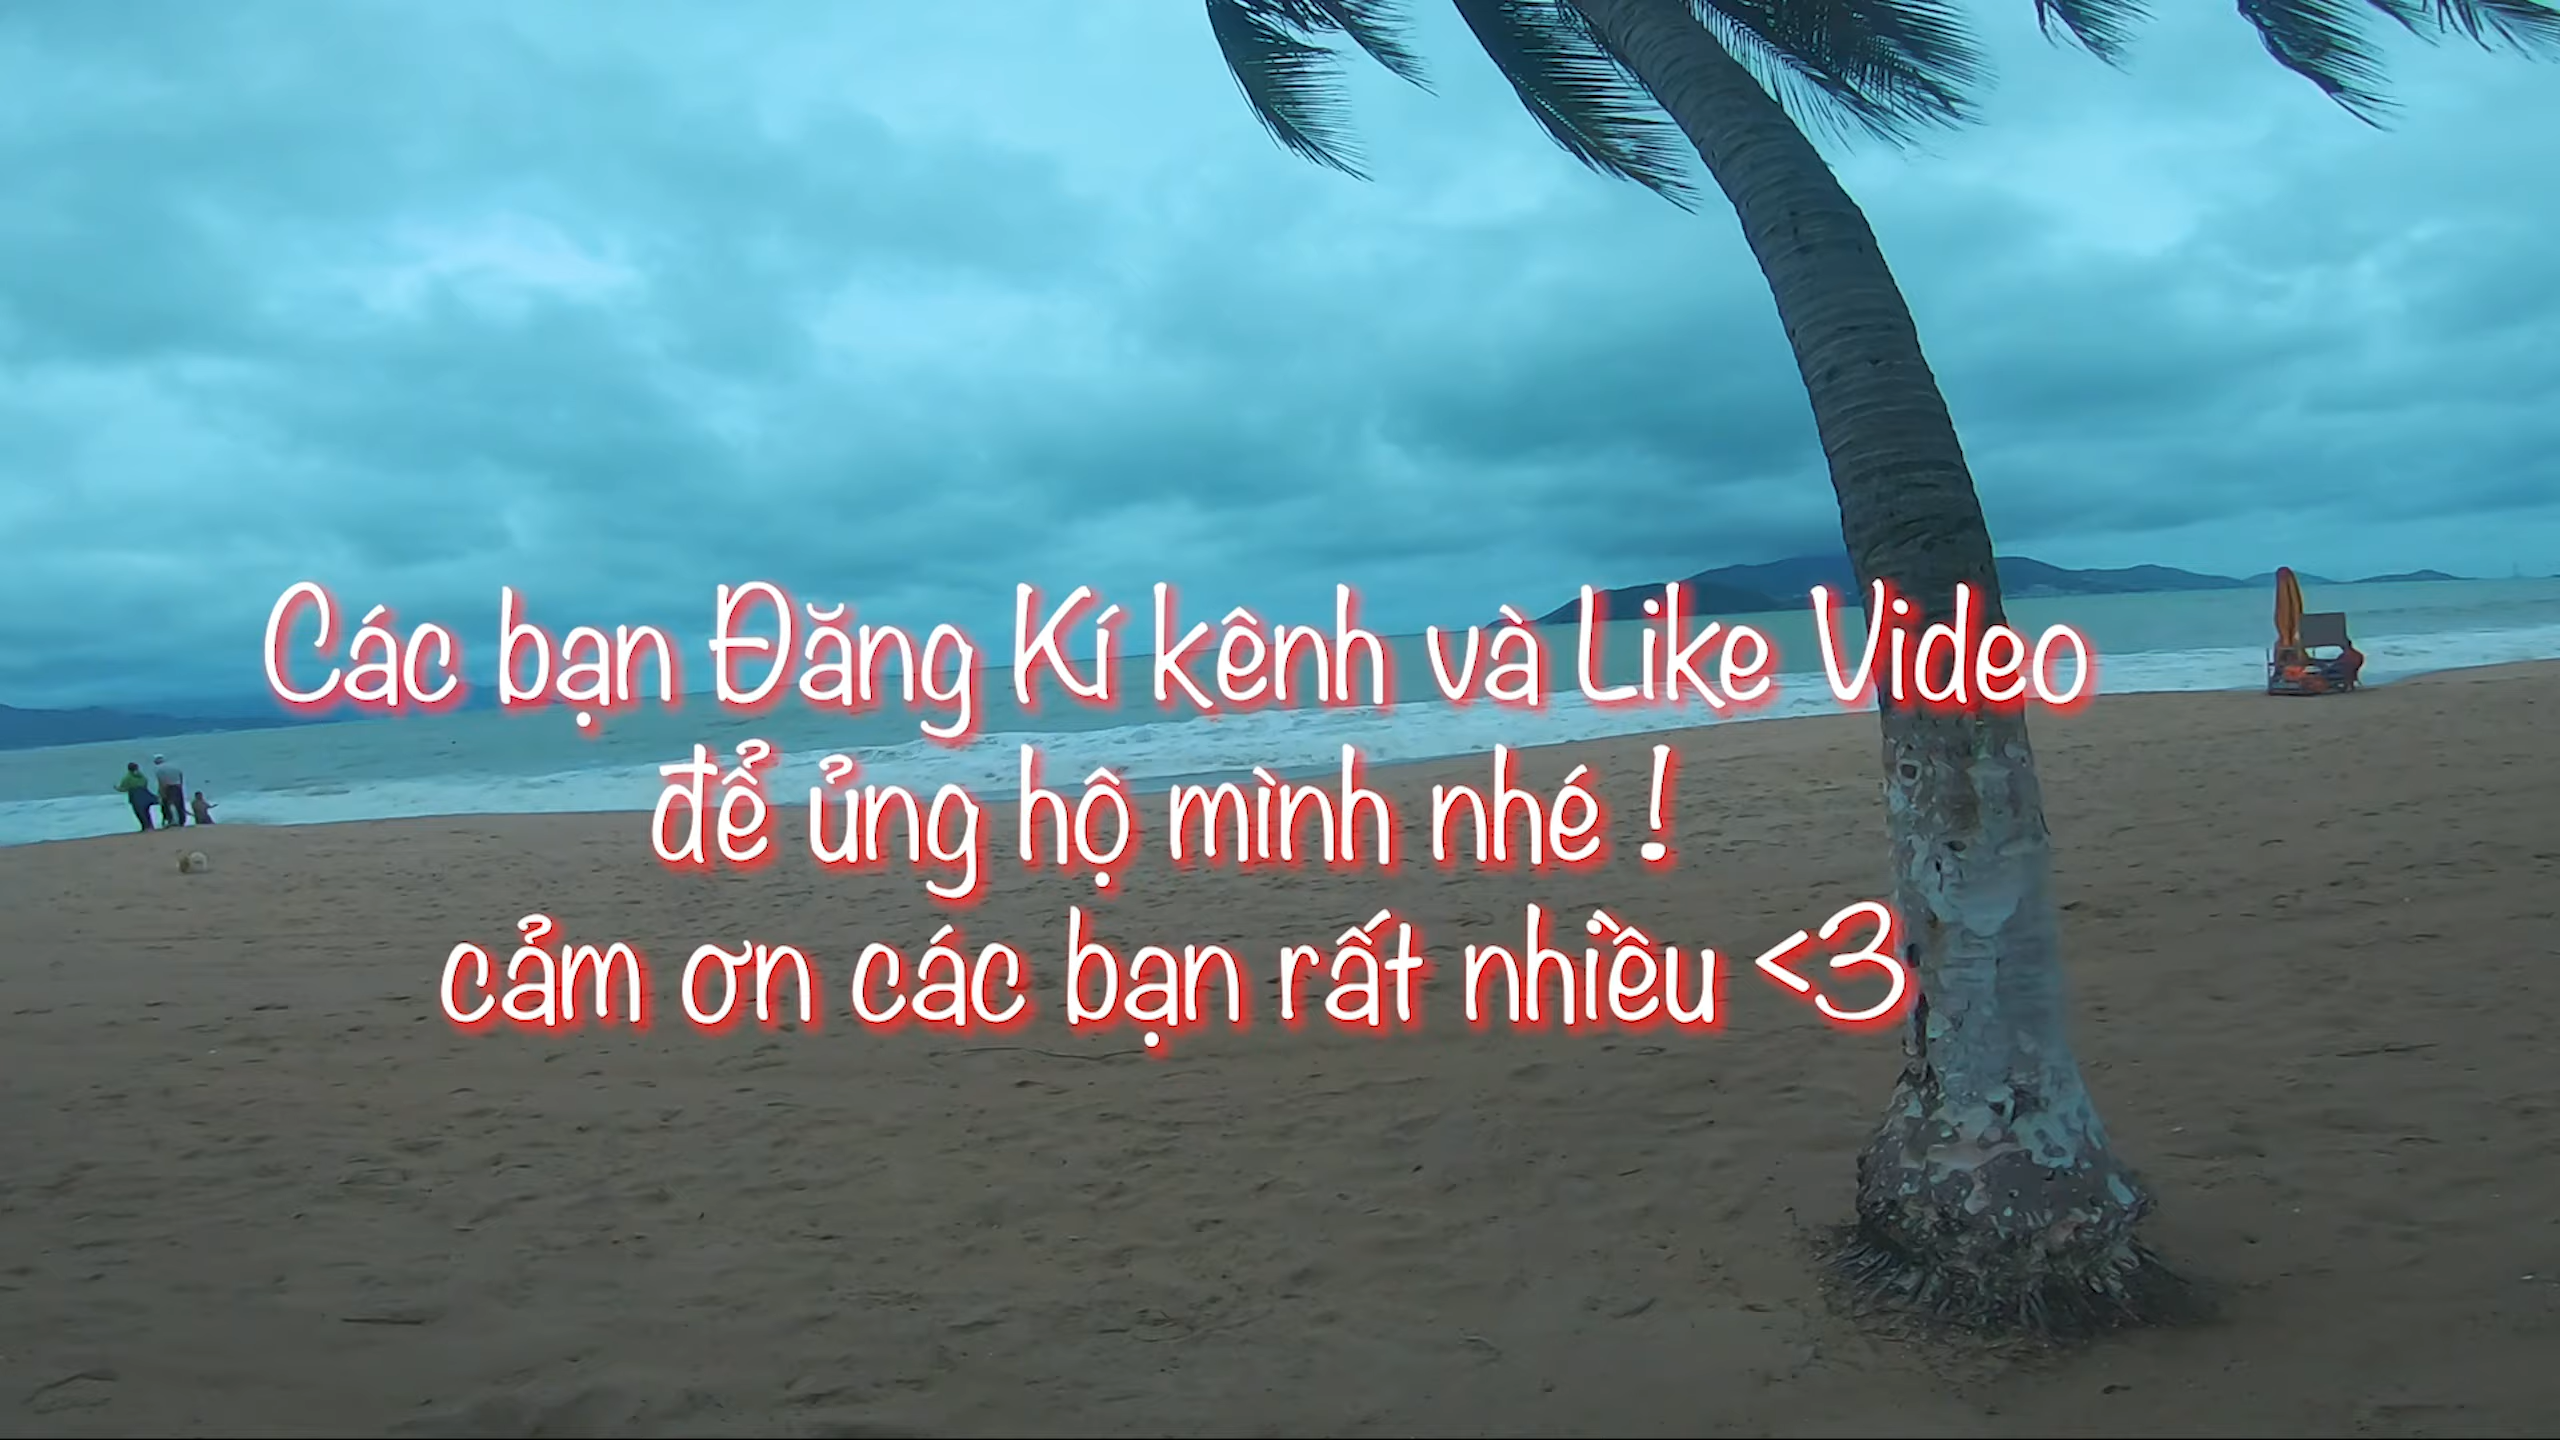 Các bạn Đăng Kí kênh và Like Video
để ủng hộ mình nhé !
cảm ơn các bạn rất nhiều <3